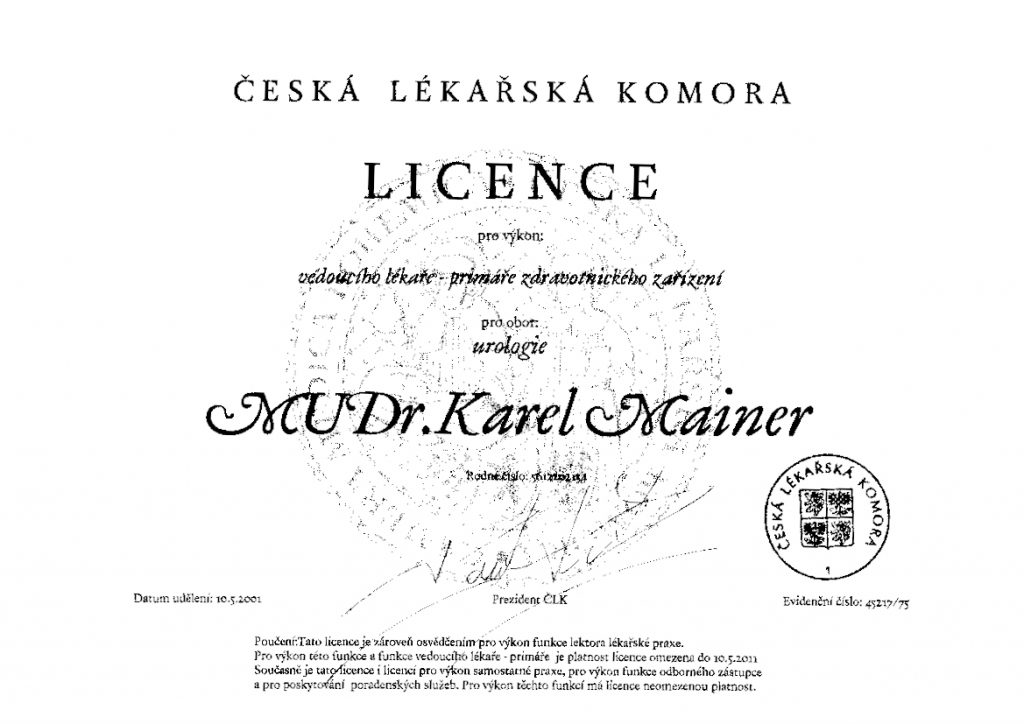 ČESKÁ LÉKAŘSKÁ KOMORA
LICENCE
pro výkon:
vedoucího lékaře - primáře zdravotnického zařízení
pro obor:
urologie
MUDr. Karel Mainer
Rodné číslo:
ČESKÁ LÉKAŘSKÁ KOMORA
1
Datum udělení: 10.5.2001
Prezident ČLK
Evidenční číslo: 45217/75
Poučení:Tato licence je zároveň osvědčením pro výkon funkce lektora lékařské praxe.
Pro výkon této funkce a funkce vedoucího lékaře - primáře je platnost licence omezena do 10.5.2011
Současně je tato licence i licencí pro výkon samostatné praxe, pro výkon funkce odborného zástupce
a pro poskytování poradenských služeb. Pro výkon těchto funkcí má licence neomezenou platnost.